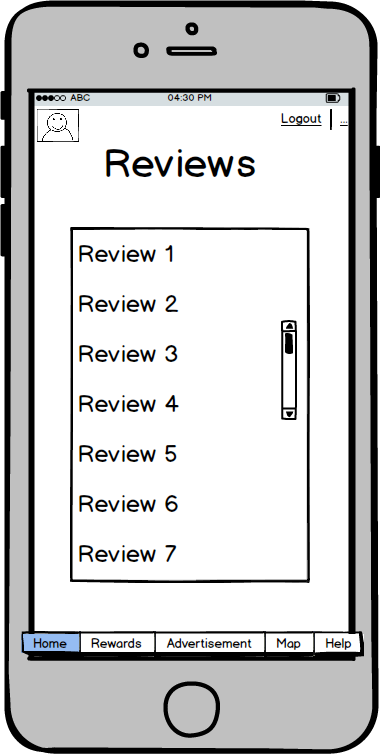 ABC 04:30 PM
Logout ...
Reviews
Review 1
Review 2
Review 3
Review 4
Review 5
Review 6
Review 7
Home Rewards Advertisement Map Help